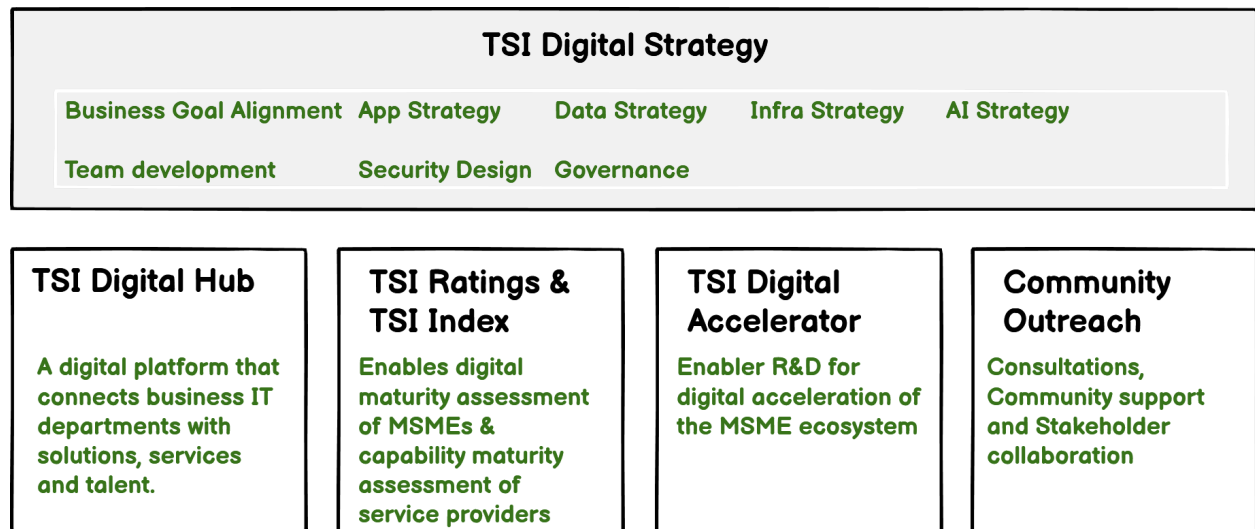 TSI Digital Strategy
Business Goal Alignment App Strategy Data Strategy Infra Strategy AI Strategy
Team development Security Design Governance
TSI Digital Hub
A digital platform that
connects business IT
departments with
solutions, services
and talent.
TSI Ratings &
TSI Index
Enables digital
maturity assessment
of MSMEs &
capability maturity
assessment of
service providers
TSI Digital
Accelerator
Enabler R&D for
digital acceleration of
the MSME ecosystem
Community
Outreach
Consultations,
Community support
and Stakeholder
collaboration